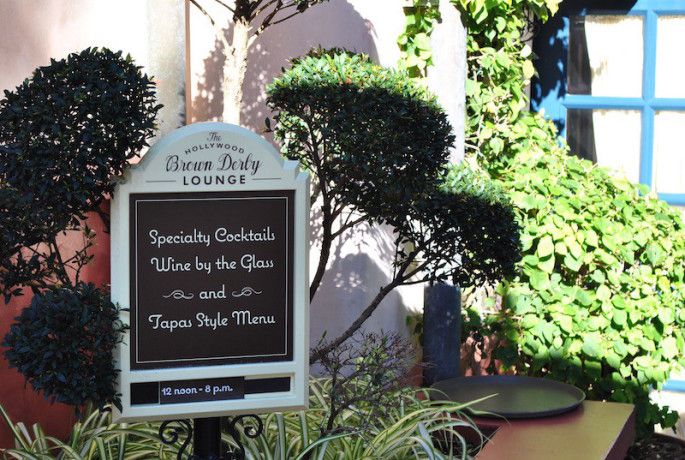 The
HOLLYWOOD
Brown Derby
LOUNGE
Specialty Cocktails
Wine by the Glass
and
Tapas Style Menu
12 noon - 8 p.m.